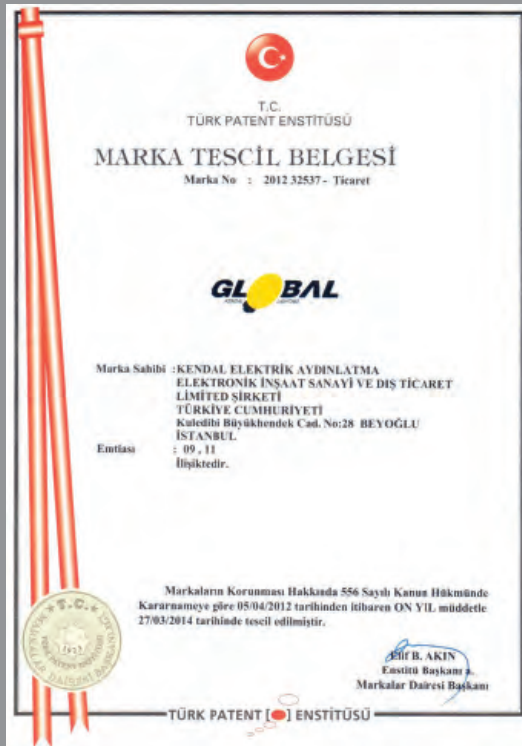 T.C.
TÜRK PATENT ENSTİTÜSÜ
MARKA TESCİL BELGESİ
Marka No : 2012 32537 - Ticaret
GLOBAL
Marka Sahibi : KENDAL ELEKTRİK AYDINLATMA
ELEKTRONİK İNŞAAT SANAYİ VE DIŞ TİCARET
LİMİTED ŞİRKETİ
TÜRKİYE CUMHURİYETİ
Kuledibi Büyükhendek Cad. No:28 BEYOĞLU
İSTANBUL
Emtiası : 09 , 11
İlişiktedir.
Markaların Korunması Hakkında 556 Sayılı Kanun Hükmünde
Kararnameye göre 05/04/2012 tarihinden itibaren ON YIL müddetle
27/03/2014 tarihinde tescil edilmiştir.
Elif B. AKIN
Enstitü Başkanı a.
Markalar Dairesi Başkanı
T.C.
TÜRK PATENT ENSTİTÜSÜ